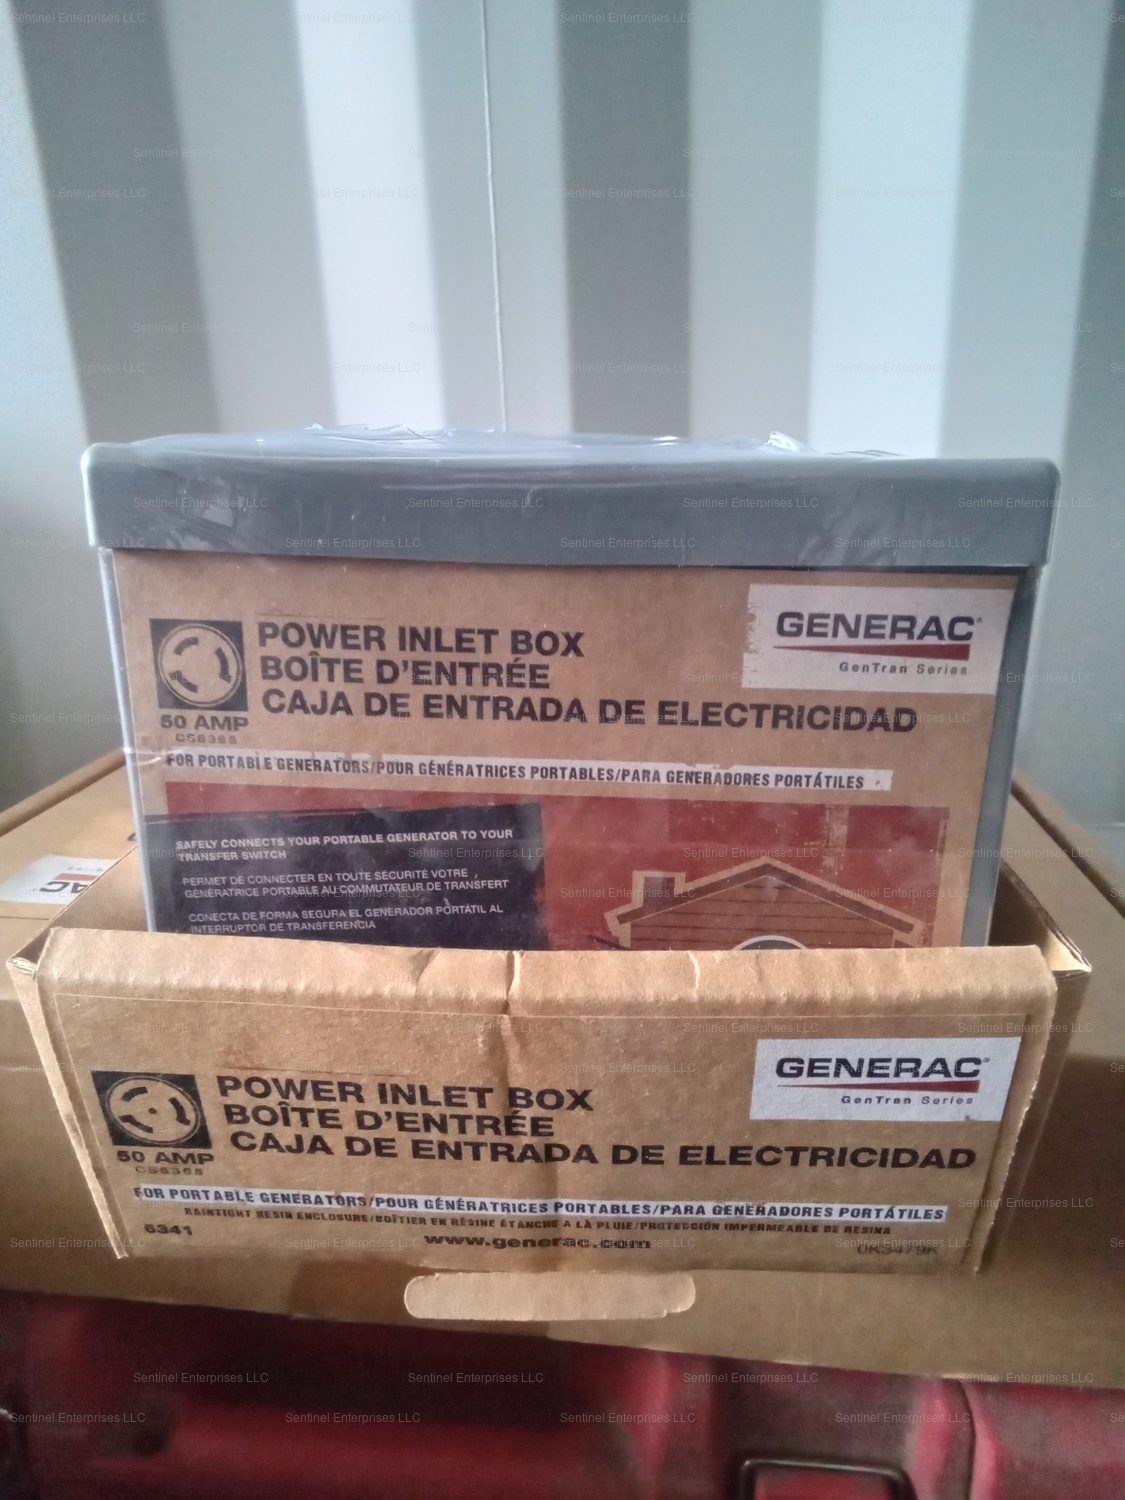 Sentinel Enterprises LLC
GENERAC
GenTran Series
POWER INLET BOX
BOÎTE D'ENTRÉE
CAJA DE ENTRADA DE ELECTRICIDAD
50 AMP
CS6365
FOR PORTABLE GENERATORS/POUR GÉNÉRATRICES PORTABLES/PARA GENERADORES PORTÁTILES
SAFELY CONNECTS YOUR PORTABLE GENERATOR TO YOUR
TRANSFER SWITCH
PERMET DE CONNECTER EN TOUTE SÉCURITÉ VOTRE
GÉNÉRATRICE PORTABLE AU COMMUTATEUR DE TRANSFERT
CONECTA DE FORMA SEGURA EL GENERADOR PORTÁTIL AL
INTERRUPTOR DE TRANSFERENCIA
GENERAC
GenTran Series
POWER INLET BOX
BOÎTE D'ENTRÉE
CAJA DE ENTRADA DE ELECTRICIDAD
50 AMP
CS6365
FOR PORTABLE GENERATORS/POUR GÉNÉRATRICES PORTABLES/PARA GENERADORES PORTÁTILES
RAINTIGHT RESIN ENCLOSURE/BOÎTIER EN RÉSINE ÉTANCHE A LÀ PLUIE/PROTECCIÓN IMPERMEABLE DE RESINA
6341
www.generac.com